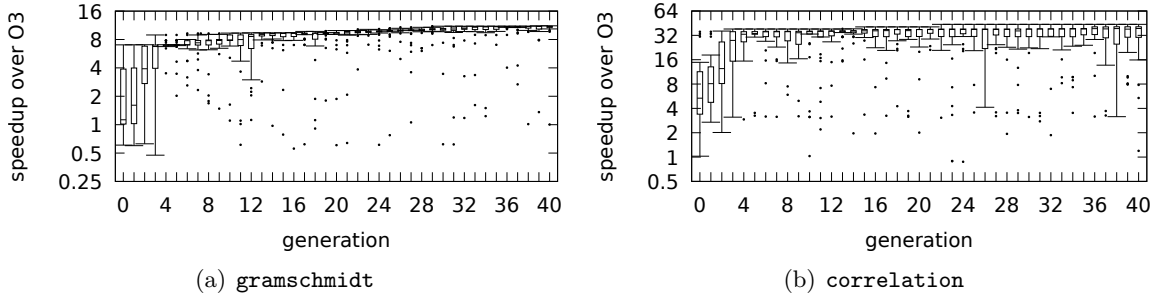 speedup over O3
16
8
4
2
1
0.5
0.25
0 4 8 12 16 20 24 28 32 36 40
generation
(a) gramschmidt
speedup over O3
64
32
16
8
4
2
1
0.5
0 4 8 12 16 20 24 28 32 36 40
generation
(b) correlation